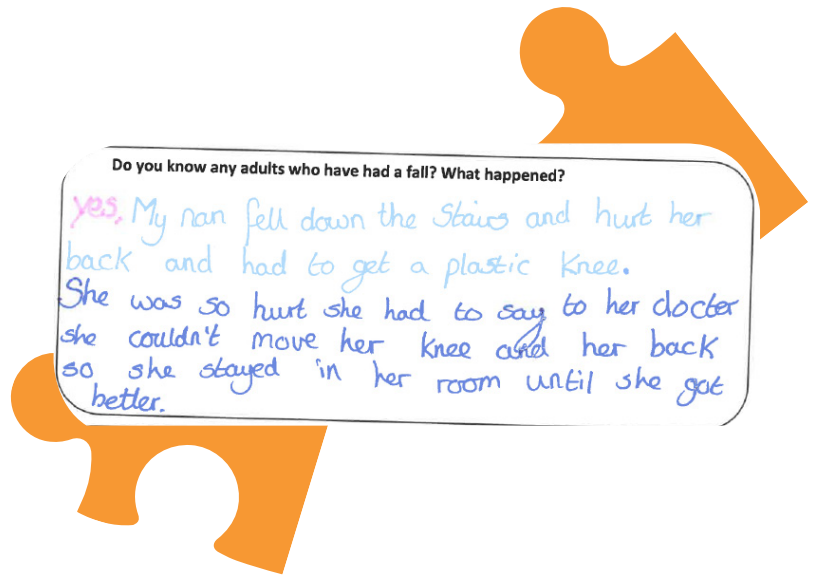 Do you know any adults who have had a fall? What happened?
yes, My nan fell down the Stairs and hurt her
back and had to get a plastic Knee.
She was so hurt she had to say to her docter
she couldn't move her knee and her back
so she stayed in her room until she got
better.